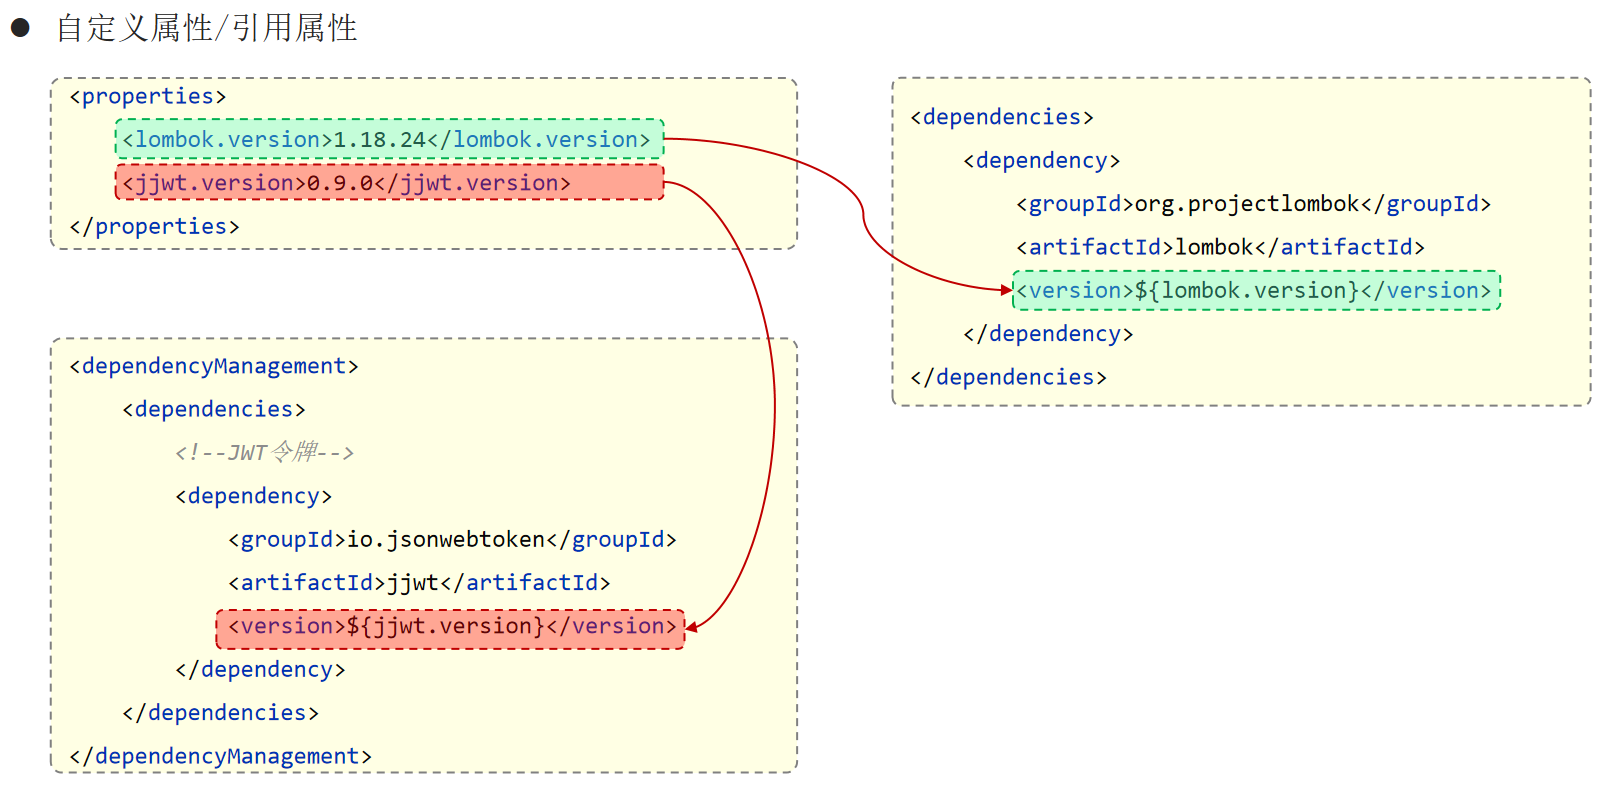 ● 自定义属性/引用属性
<properties>
<lombok.version>1.18.24</lombok.version>
<jjwt.version>0.9.0</jjwt.version>
</properties>
<dependencyManagement>
<dependencies>
<!--JWT令牌-->
<dependency>
<groupId>io.jsonwebtoken</groupId>
<artifactId>jjwt</artifactId>
<version>${jjwt.version}</version>
</dependency>
</dependencies>
</dependencyManagement>
<dependencies>
<dependency>
<groupId>org.projectlombok</groupId>
<artifactId>lombok</artifactId>
<version>${lombok.version}</version>
</dependency>
</dependencies>